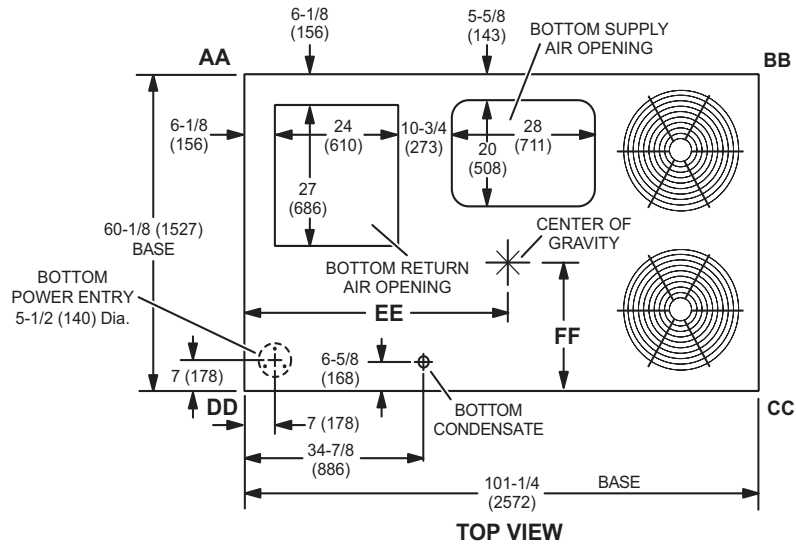 6-1/8
(156)
5-5/8
(143)
BOTTOM SUPPLY
AIR OPENING
AA
BB
6-1/8
(156)
24
(610)
10-3/4
(273)
28
(711)
20
(508)
27
(686)
60-1/8 (1527)
BASE
CENTER OF
GRAVITY
BOTTOM RETURN
AIR OPENING
BOTTOM
POWER ENTRY
5-1/2 (140) Dia.
EE
FF
7 (178)
6-5/8
(168)
DD
CC
7 (178)
BOTTOM
CONDENSATE
34-7/8
(886)
101-1/4
(2572)
BASE
TOP VIEW